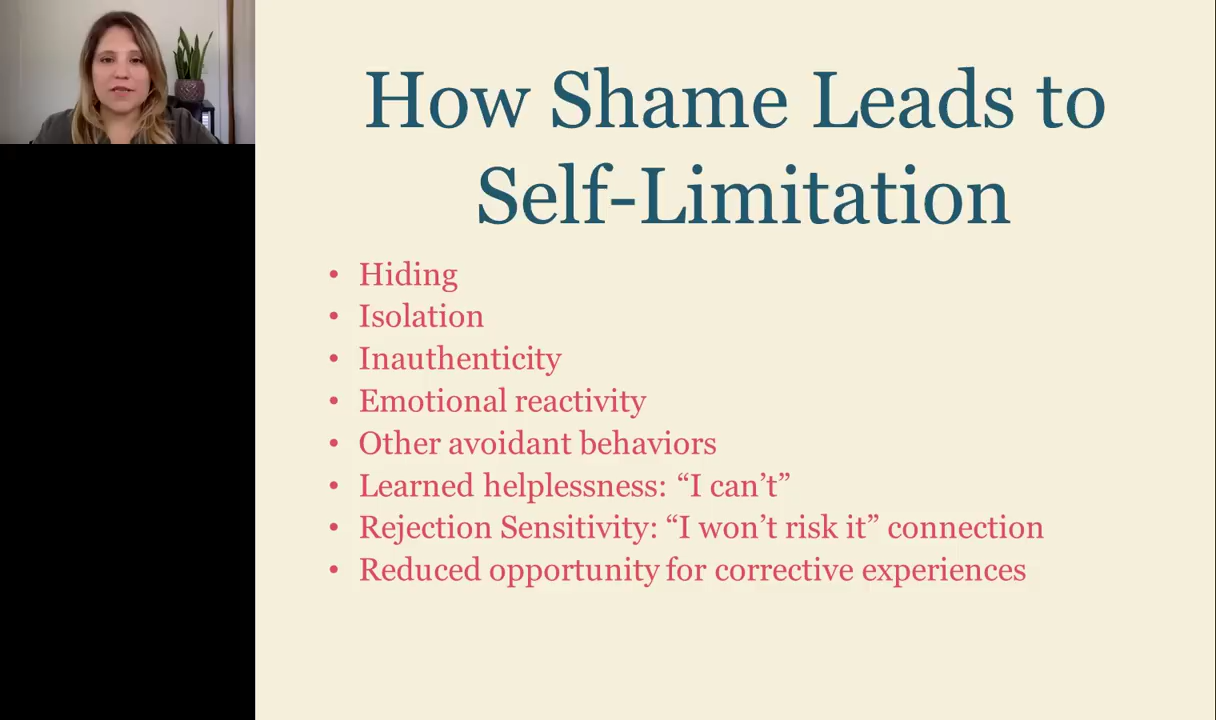 How Shame Leads to
Self-Limitation
• Hiding
• Isolation
• Inauthenticity
• Emotional reactivity
• Other avoidant behaviors
• Learned helplessness: “I can’t”
• Rejection Sensitivity: “I won’t risk it” connection
• Reduced opportunity for corrective experiences